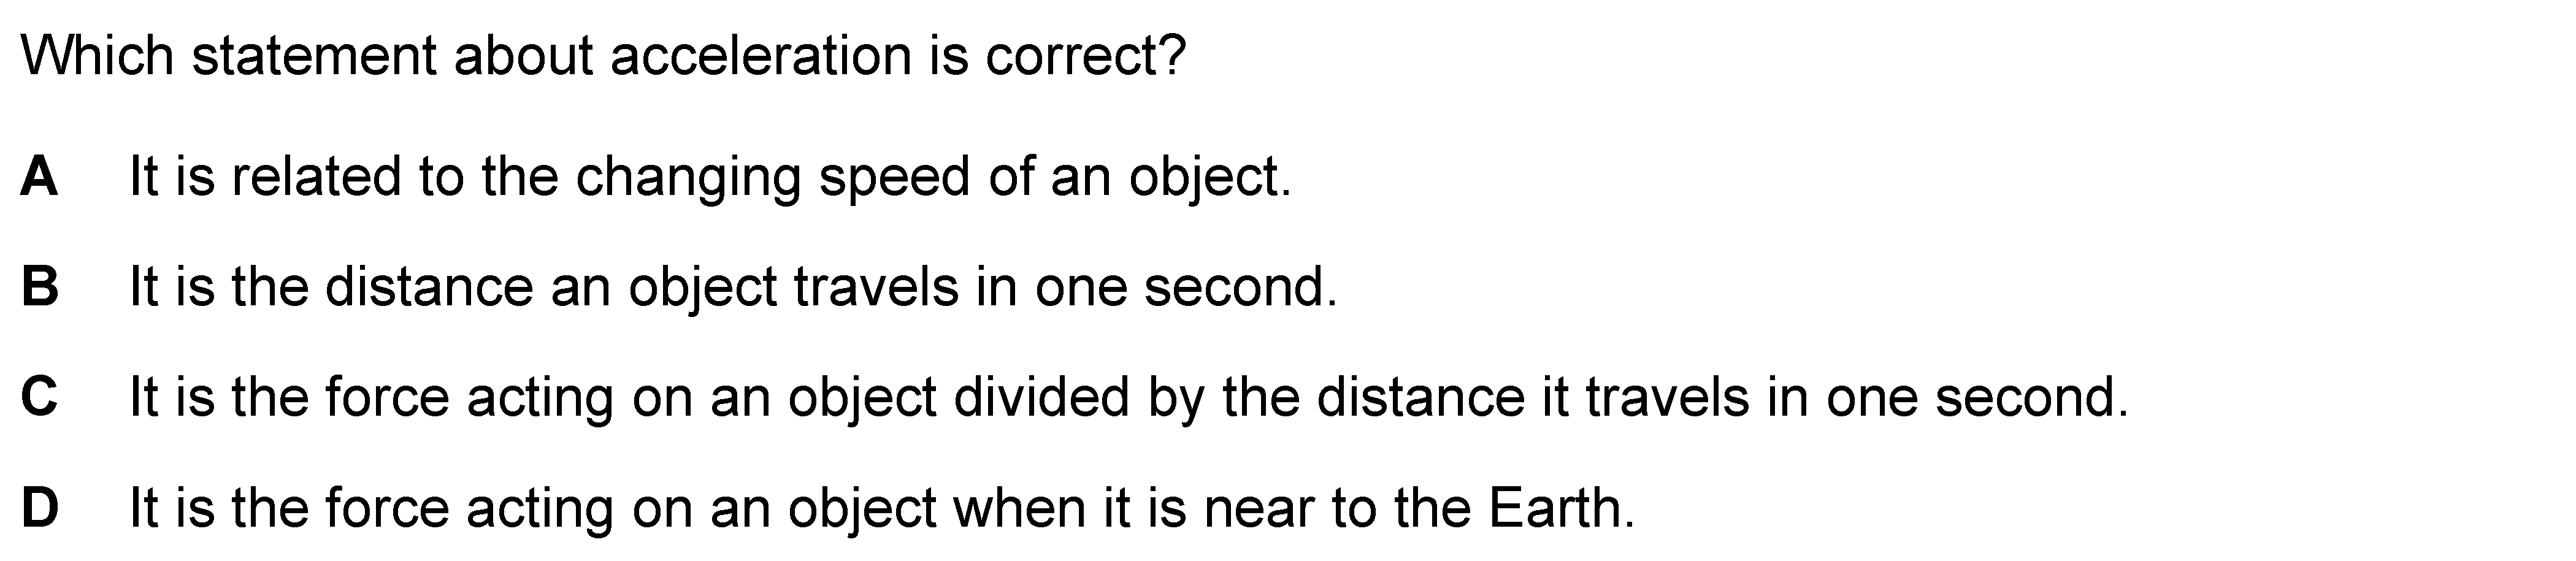 Which statement about acceleration is correct?
A It is related to the changing speed of an object.
B It is the distance an object travels in one second.
C It is the force acting on an object divided by the distance it travels in one second.
D It is the force acting on an object when it is near to the Earth.